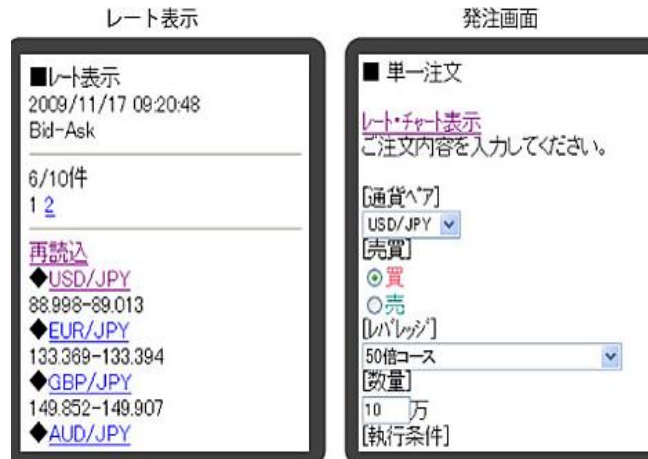 レート表示
■レート表示
2009/11/17 09:20:48
Bid-Ask
6/10件
1 2
再読込
◆USD/JPY
88.998-89.013
◆EUR/JPY
133.369-133.394
◆GBP/JPY
149.852-149.907
◆AUD/JPY
発注画面
■ 単一注文
レート・チャート表示
ご注文内容を入力してください。
[通貨ペア]
USD/JPY
[売買]
買
売
[レバレッジ]
50倍コース
[数量]
10 万
[執行条件]